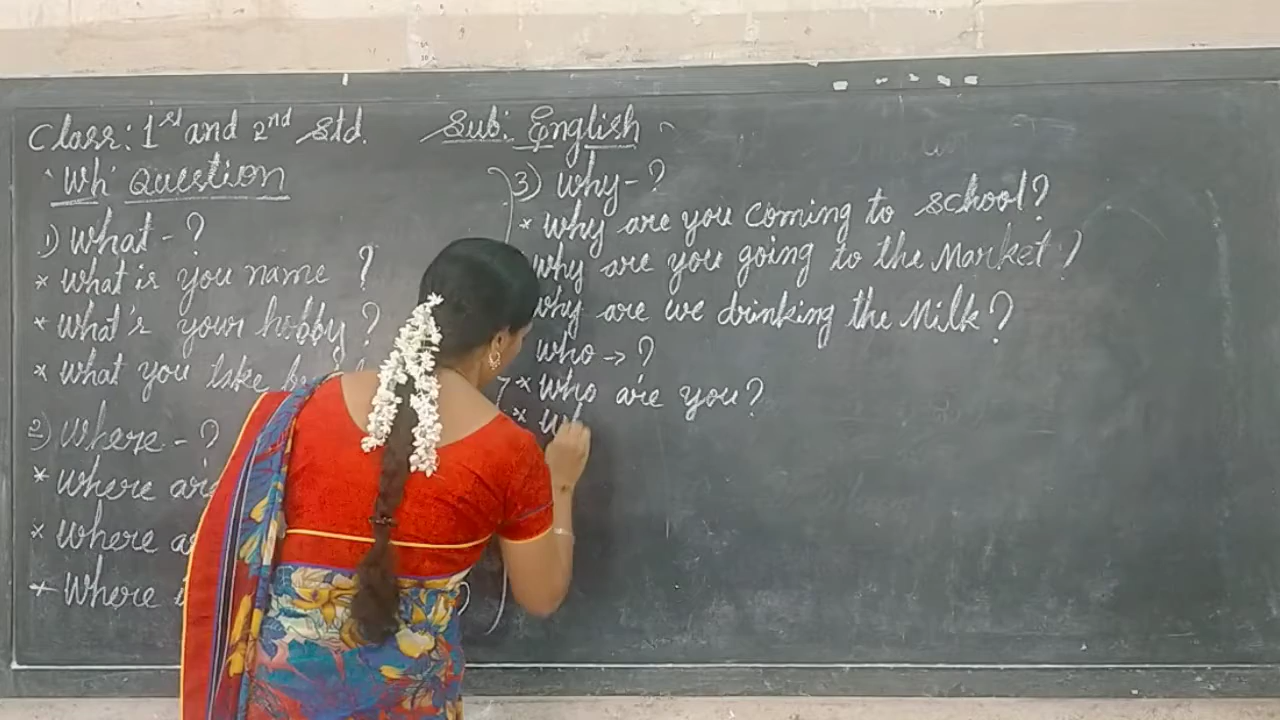 Class: 1st and 2nd Std.
Sub: English
'Wh' Question
1) What - ?
* What is you name ?
* What's your hobby ?
* What you like
2) Where - ?
* Where are
* Where
* Where
3) Why - ?
* Why are you coming to school?
Why are you going to the Market ?
Why are we drinking the Milk?
Who → ?
* Who are you?
* Wh